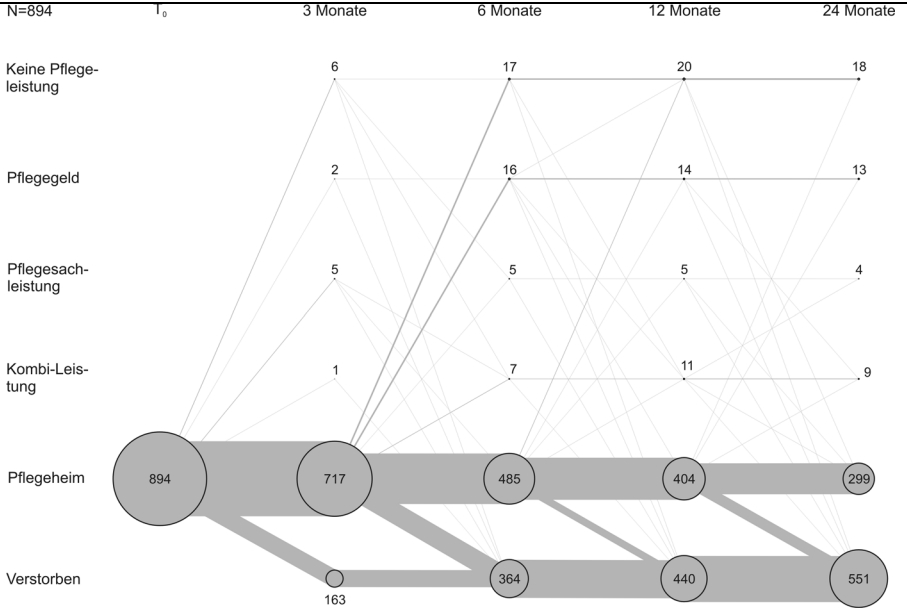 N=894 T₀ 3 Monate 6 Monate 12 Monate 24 Monate
6 17 20 18
Keine Pflege-
leistung
2 16 14 13
Pflegegeld
5 5 5 4
Pflegesach-
leistung
1 7 11 9
Kombi-Leis-
tung
Pflegeheim 894 717 485 404 299
Verstorben 364 440 551
163